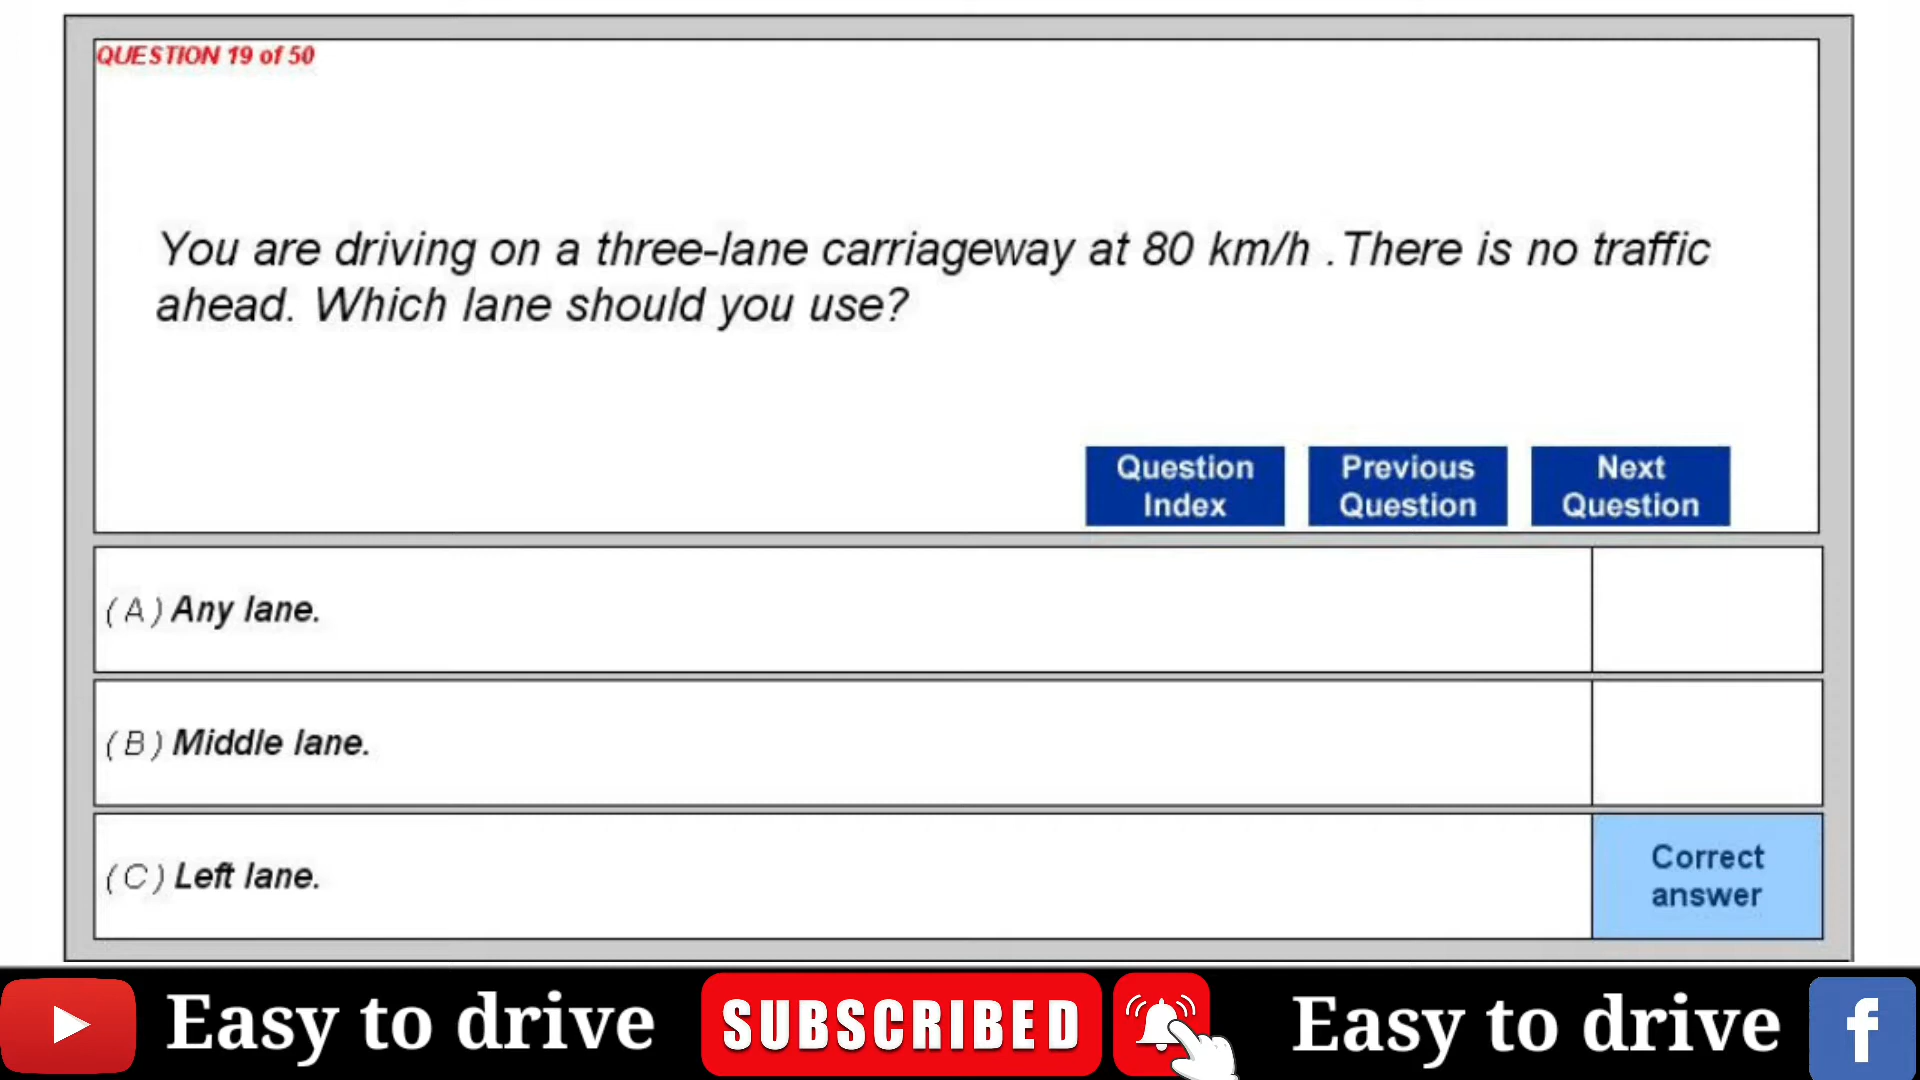 QUESTION 19 of 50
You are driving on a three-lane carriageway at 80 km/h .There is no traffic
ahead. Which lane should you use?
Question
Index
Previous
Question
Next
Question
(A) Any lane.
(B) Middle lane.
(C) Left lane.
Correct
answer
Easy to drive
SUBSCRIBED
Easy to drive
f